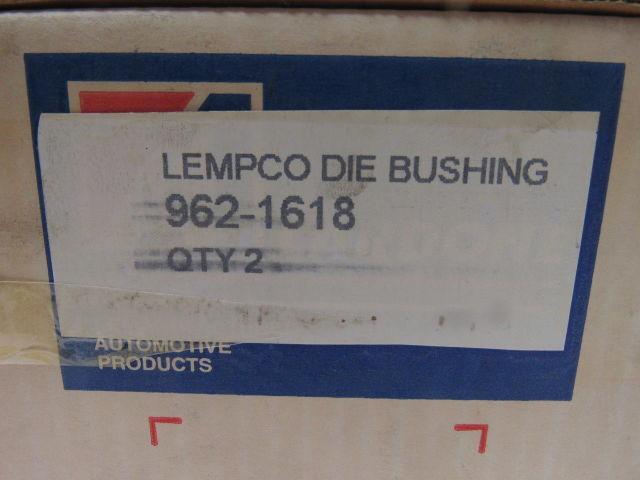 LEMPCO DIE BUSHING
962-1618
QTY 2
AUTOMOTIVE
PRODUCTS